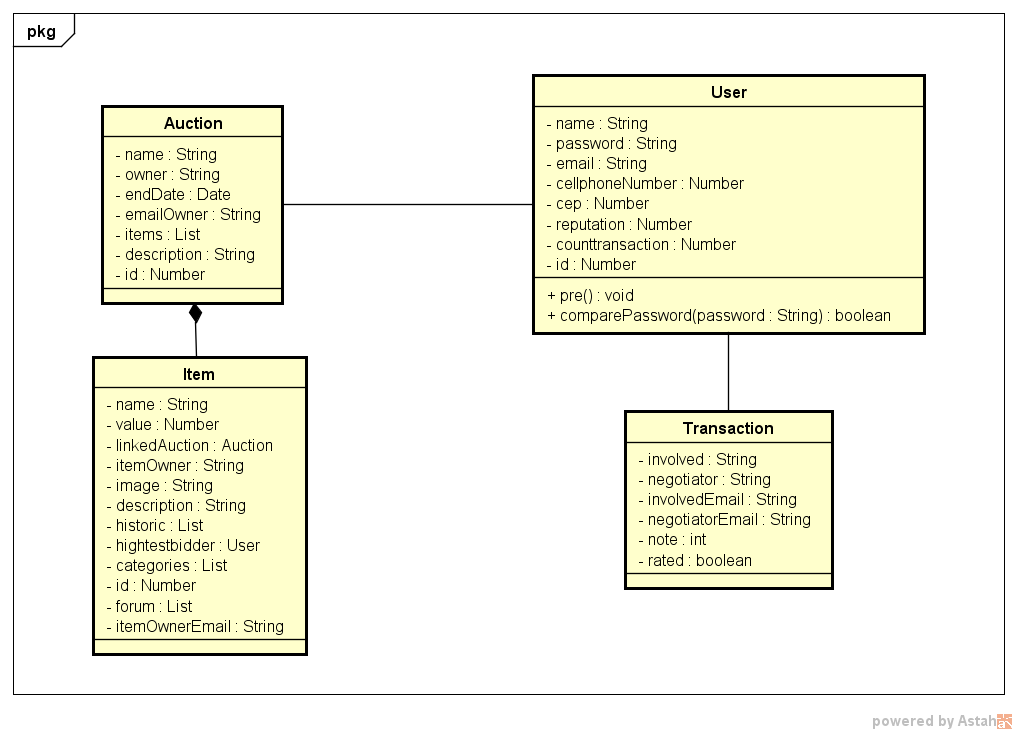 pkg
Auction
- name : String
- owner : String
- endDate : Date
- emailOwner : String
- items : List
- description : String
- id : Number
User
- name : String
- password : String
- email : String
- cellphoneNumber : Number
- cep : Number
- reputation : Number
- counttransaction : Number
- id : Number
+ pre() : void
+ comparePassword(password : String) : boolean
Item
- name : String
- value : Number
- linkedAuction : Auction
- itemOwner : String
- image : String
- description : String
- historic : List
- hightestbidder : User
- categories : List
- id : Number
- forum : List
- itemOwnerEmail : String
Transaction
- involved : String
- negotiator : String
- involvedEmail : String
- negotiatorEmail : String
- note : int
- rated : boolean
powered by Astah